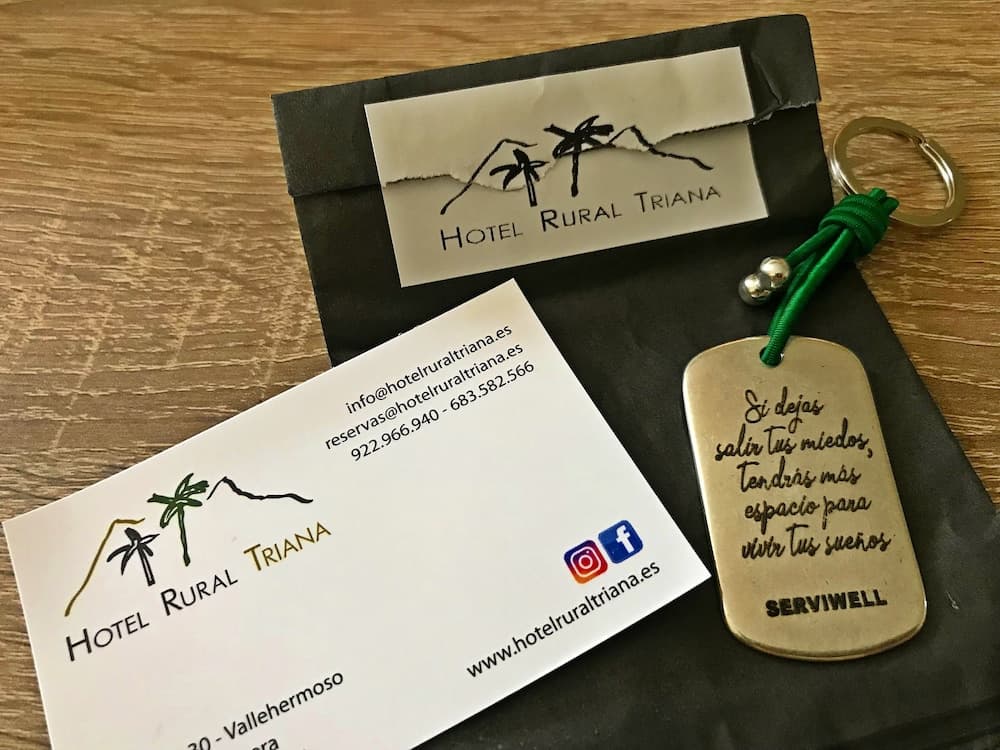 HOTEL RURAL TRIANA
info@hotelruraltriana.es
reservas@hotelruraltriana.es
922.966.940 - 683.582.566
HOTEL RURAL TRIANA
www.hotelruraltriana.es
30 - Vallehermoso
Si dejas
salir tus miedos,
Tendrás más
espacio para
vivir tus sueños
SERVIWELL